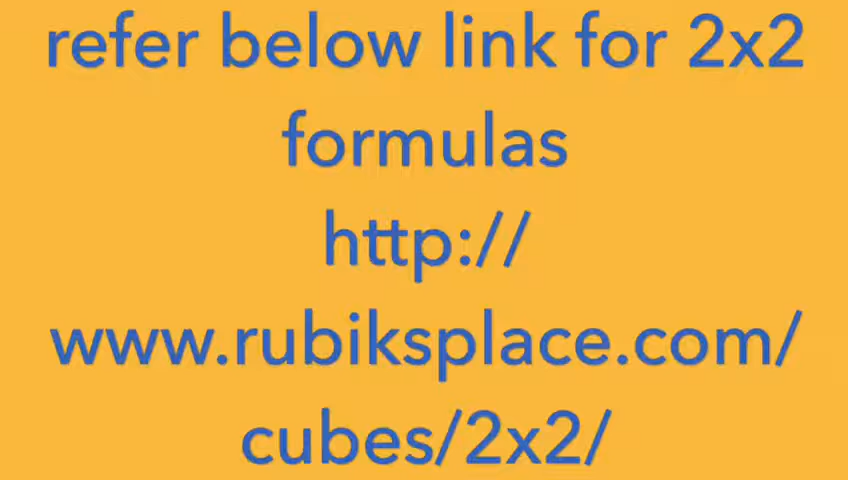 refer below link for 2x2
formulas
http://
www.rubiksplace.com/
cubes/2x2/